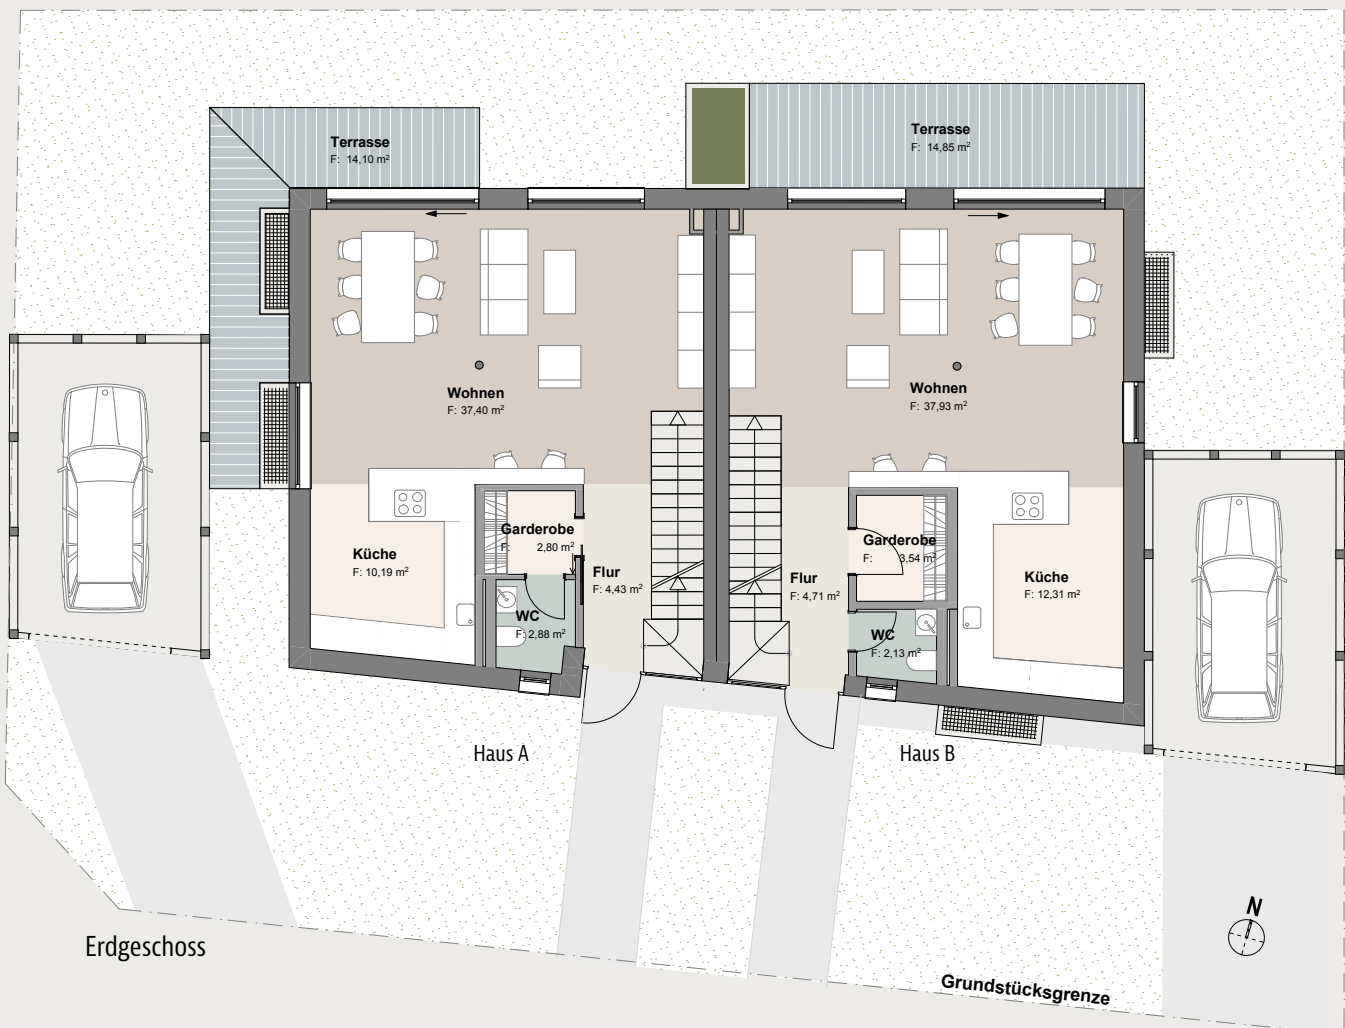 Terrasse
F: 14,10 m²
Terrasse
F: 14,85 m²
Wohnen
F: 37,40 m²
Wohnen
F: 37,93 m²
Garderobe
F: 2,80 m²
Garderobe
F: 3,54 m²
Küche
F: 10,19 m²
Flur
F: 4,43 m²
Flur
F: 4,71 m²
Küche
F: 12,31 m²
WC
F: 2,88 m²
WC
F: 2,13 m²
Haus A
Haus B
Erdgeschoss
N
Grundstücksgrenze